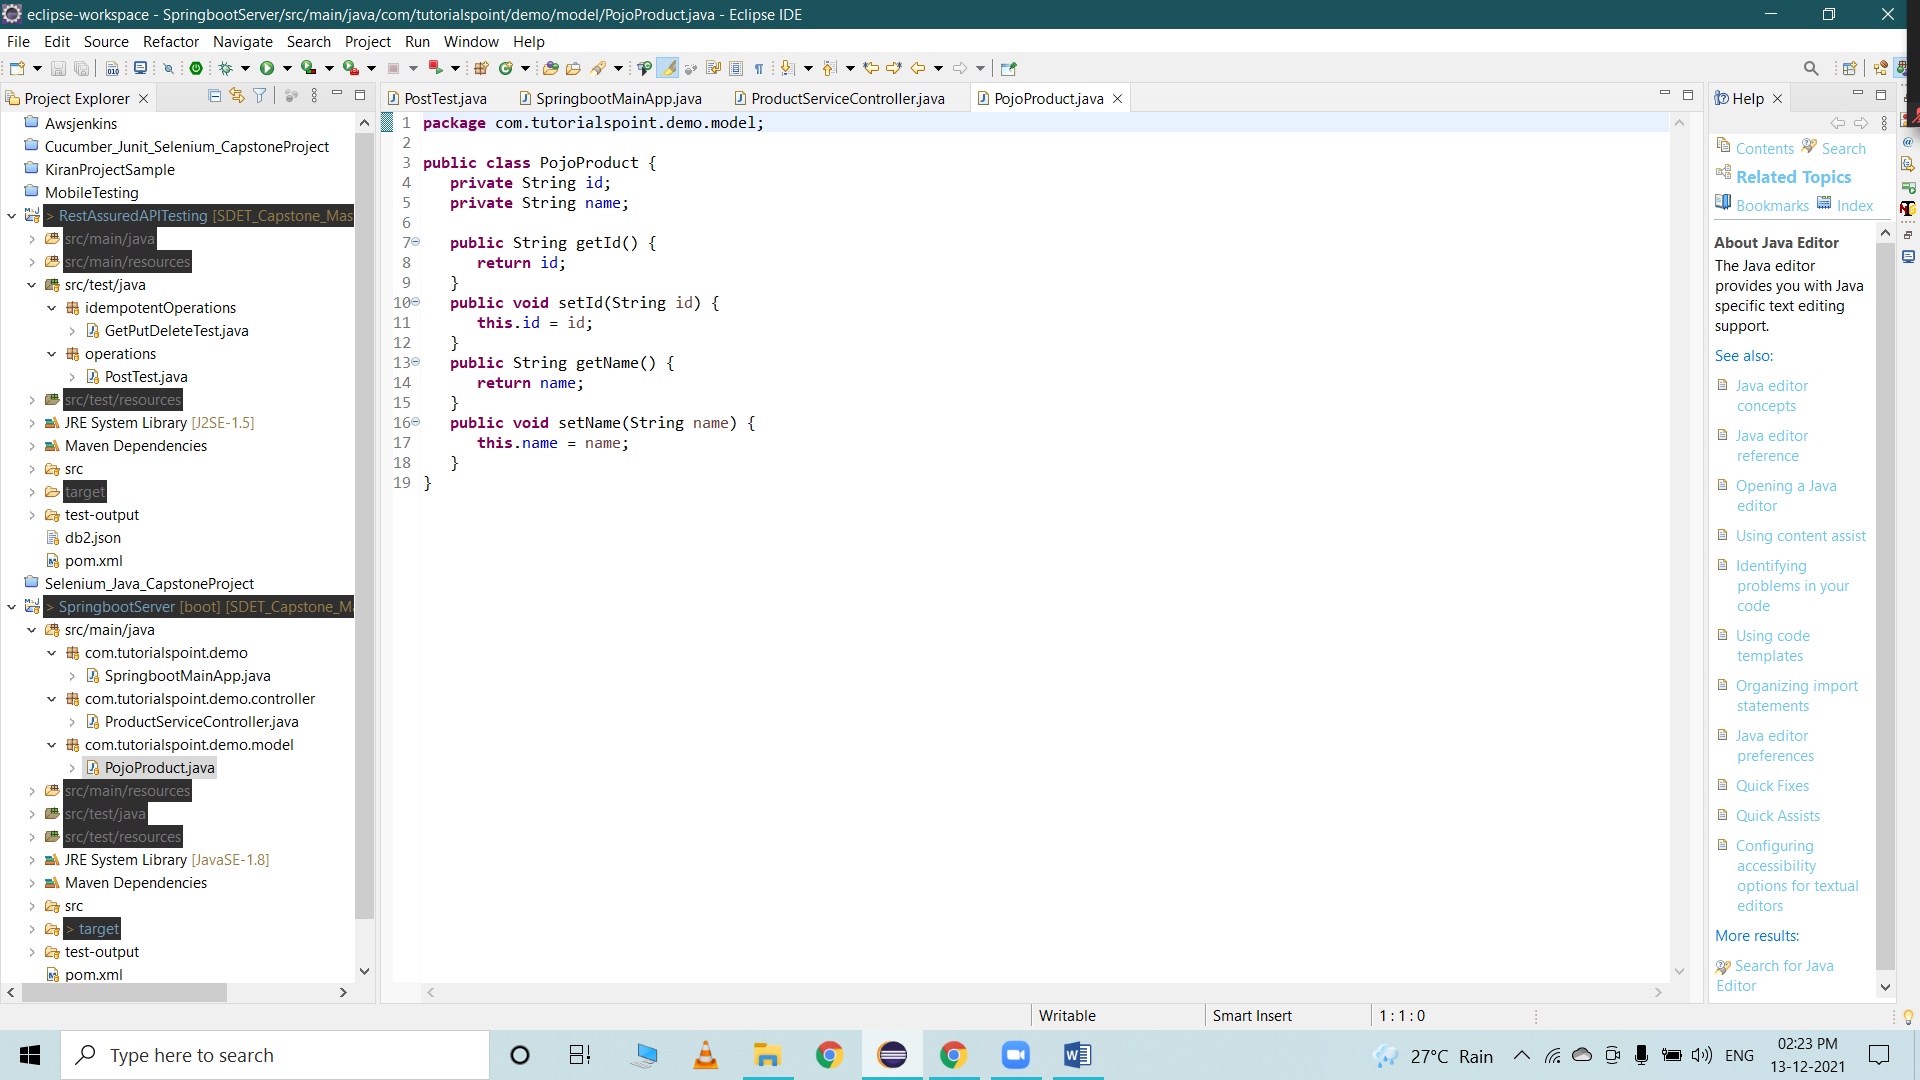 eclipse-workspace - SpringbootServer/src/main/java/com/tutorialspoint/demo/model/PojoProduct.java - Eclipse IDE
File Edit Source Refactor Navigate Search Project Run Window Help
Project Explorer
Awsjenkins
Cucumber_Junit_Selenium_CapstoneProject
KiranProjectSample
MobileTesting
> RestAssuredAPITesting [SDET_Capstone_Mas
src/main/java
src/main/resources
src/test/java
idempotentOperations
GetPutDeleteTest.java
operations
PostTest.java
src/test/resources
JRE System Library [J2SE-1.5]
Maven Dependencies
src
target
test-output
db2.json
pom.xml
Selenium_Java_CapstoneProject
> SpringbootServer [boot] [SDET_Capstone_Ma
src/main/java
com.tutorialspoint.demo
SpringbootMainApp.java
com.tutorialspoint.demo.controller
ProductServiceController.java
com.tutorialspoint.demo.model
PojoProduct.java
src/main/resources
src/test/java
src/test/resources
JRE System Library [JavaSE-1.8]
Maven Dependencies
src
> target
test-output
pom.xml
PostTest.java SpringbootMainApp.java ProductServiceController.java PojoProduct.java
1 package com.tutorialspoint.demo.model;
2
3 public class PojoProduct {
4 private String id;
5 private String name;
6
7 public String getId() {
8 return id;
9 }
10 public void setId(String id) {
11 this.id = id;
12 }
13 public String getName() {
14 return name;
15 }
16 public void setName(String name) {
17 this.name = name;
18 }
19 }
Help
Contents Search
Related Topics
Bookmarks Index
About Java Editor
The Java editor
provides you with Java
specific text editing
support.
See also:
Java editor
concepts
Java editor
reference
Opening a Java
editor
Using content assist
Identifying
problems in your
code
Using code
templates
Organizing import
statements
Java editor
preferences
Quick Fixes
Quick Assists
Configuring
accessibility
options for textual
editors
More results:
Search for Java
Editor
Writable Smart Insert 1 : 1 : 0
Type here to search
27°C Rain ENG
02:23 PM
13-12-2021